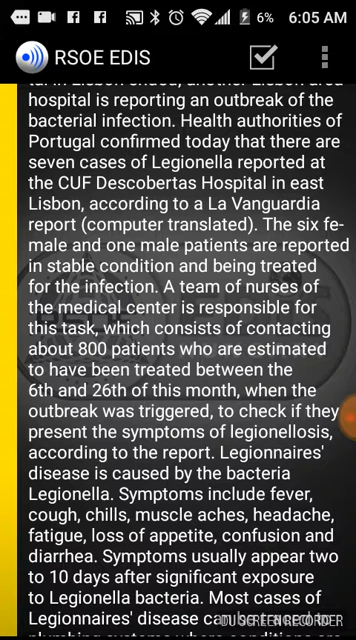 6% 6:05 AM
RSOE EDIS
hospital is reporting an outbreak of the
bacterial infection. Health authorities of
Portugal confirmed today that there are
seven cases of Legionella reported at
the CUF Descobertas Hospital in east
Lisbon, according to a La Vanguardia
report (computer translated). The six fe-
male and one male patients are reported
in stable condition and being treated
for the infection. A team of nurses of
the medical center is responsible for
this task, which consists of contacting
about 800 patients who are estimated
to have been treated between the
6th and 26th of this month, when the
outbreak was triggered, to check if they
present the symptoms of legionellosis,
according to the report. Legionnaires'
disease is caused by the bacteria
Legionella. Symptoms include fever,
cough, chills, muscle aches, headache,
fatigue, loss of appetite, confusion and
diarrhea. Symptoms usually appear two
to 10 days after significant exposure
to Legionella bacteria. Most cases of
Legionnaires' disease can be traced to
DU SCREEN RECORDER